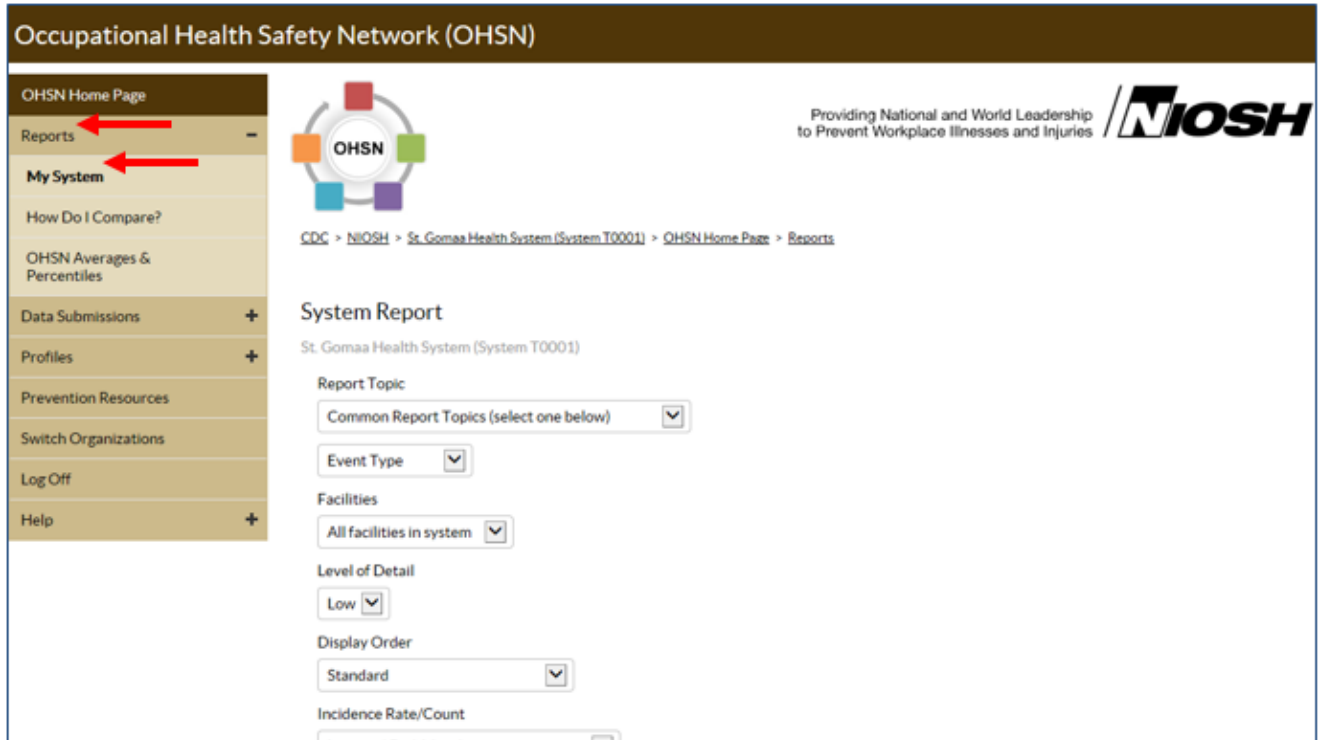 Occupational Health Safety Network (OHSN)
OHSN Home Page
Reports
My System
How Do I Compare?
OHSN Averages &
Percentiles
Data Submissions
Profiles
Prevention Resources
Switch Organizations
Log Off
Help
OHSN
Providing National and World Leadership
to Prevent Workplace Illnesses and Injuries
NIOSH
CDC > NIOSH > St. Gomaa Health System (System T0001) > OHSN Home Page > Reports
System Report
St. Gomaa Health System (System T0001)
Report Topic
Common Report Topics (select one below)
Event Type
Facilities
All facilities in system
Level of Detail
Low
Display Order
Standard
Incidence Rate/Count